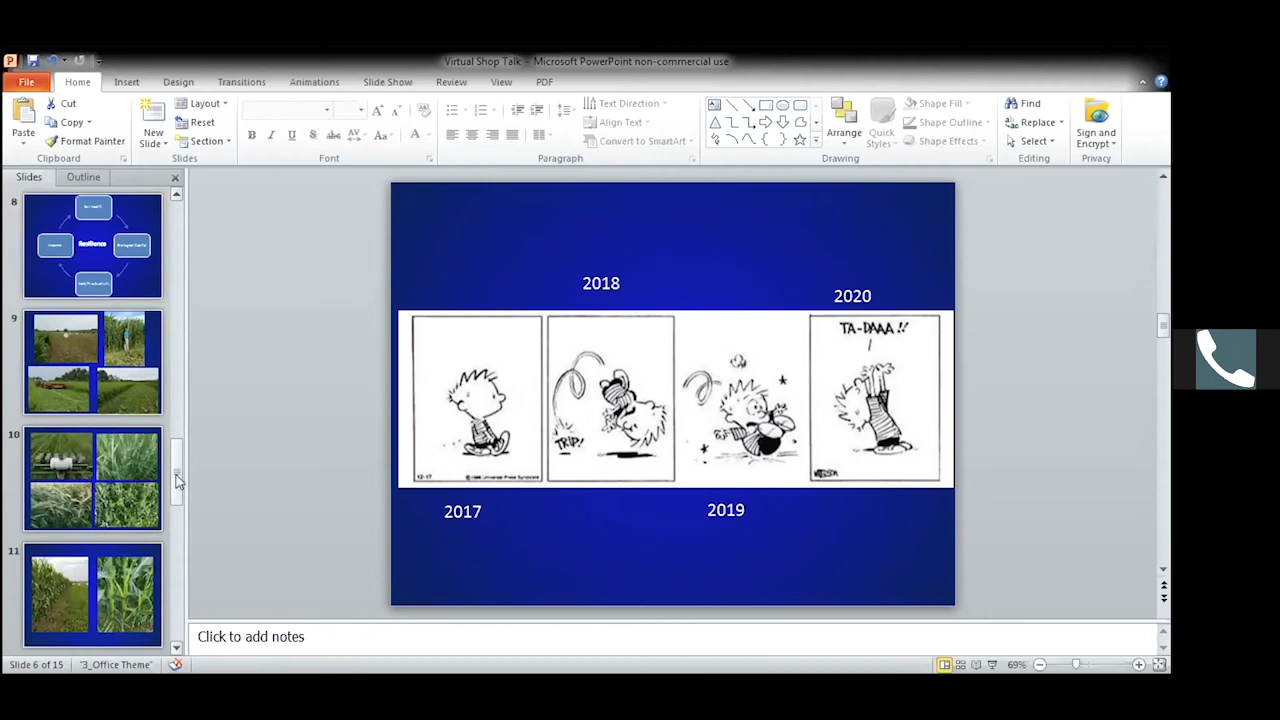 Virtual Shop Talk - Microsoft PowerPoint non-commercial use
File Home Insert Design Transitions Animations Slide Show Review View PDF
Paste
Cut
Copy
Format Painter
Clipboard
New Slide
Layout
Reset
Section
Slides
Font
Text Direction
Align Text
Convert to SmartArt
Paragraph
Arrange
Quick Styles
Shape Fill
Shape Outline
Shape Effects
Drawing
Find
Replace
Select
Editing
Sign and Encrypt
Privacy
Slides Outline
8
Resilience
9
10
11
2018
2020
TRIP!
TA-DAAA!!
12-17
WATTERSON
2017
2019
Click to add notes
Slide 6 of 15
"3_Office Theme"
69%